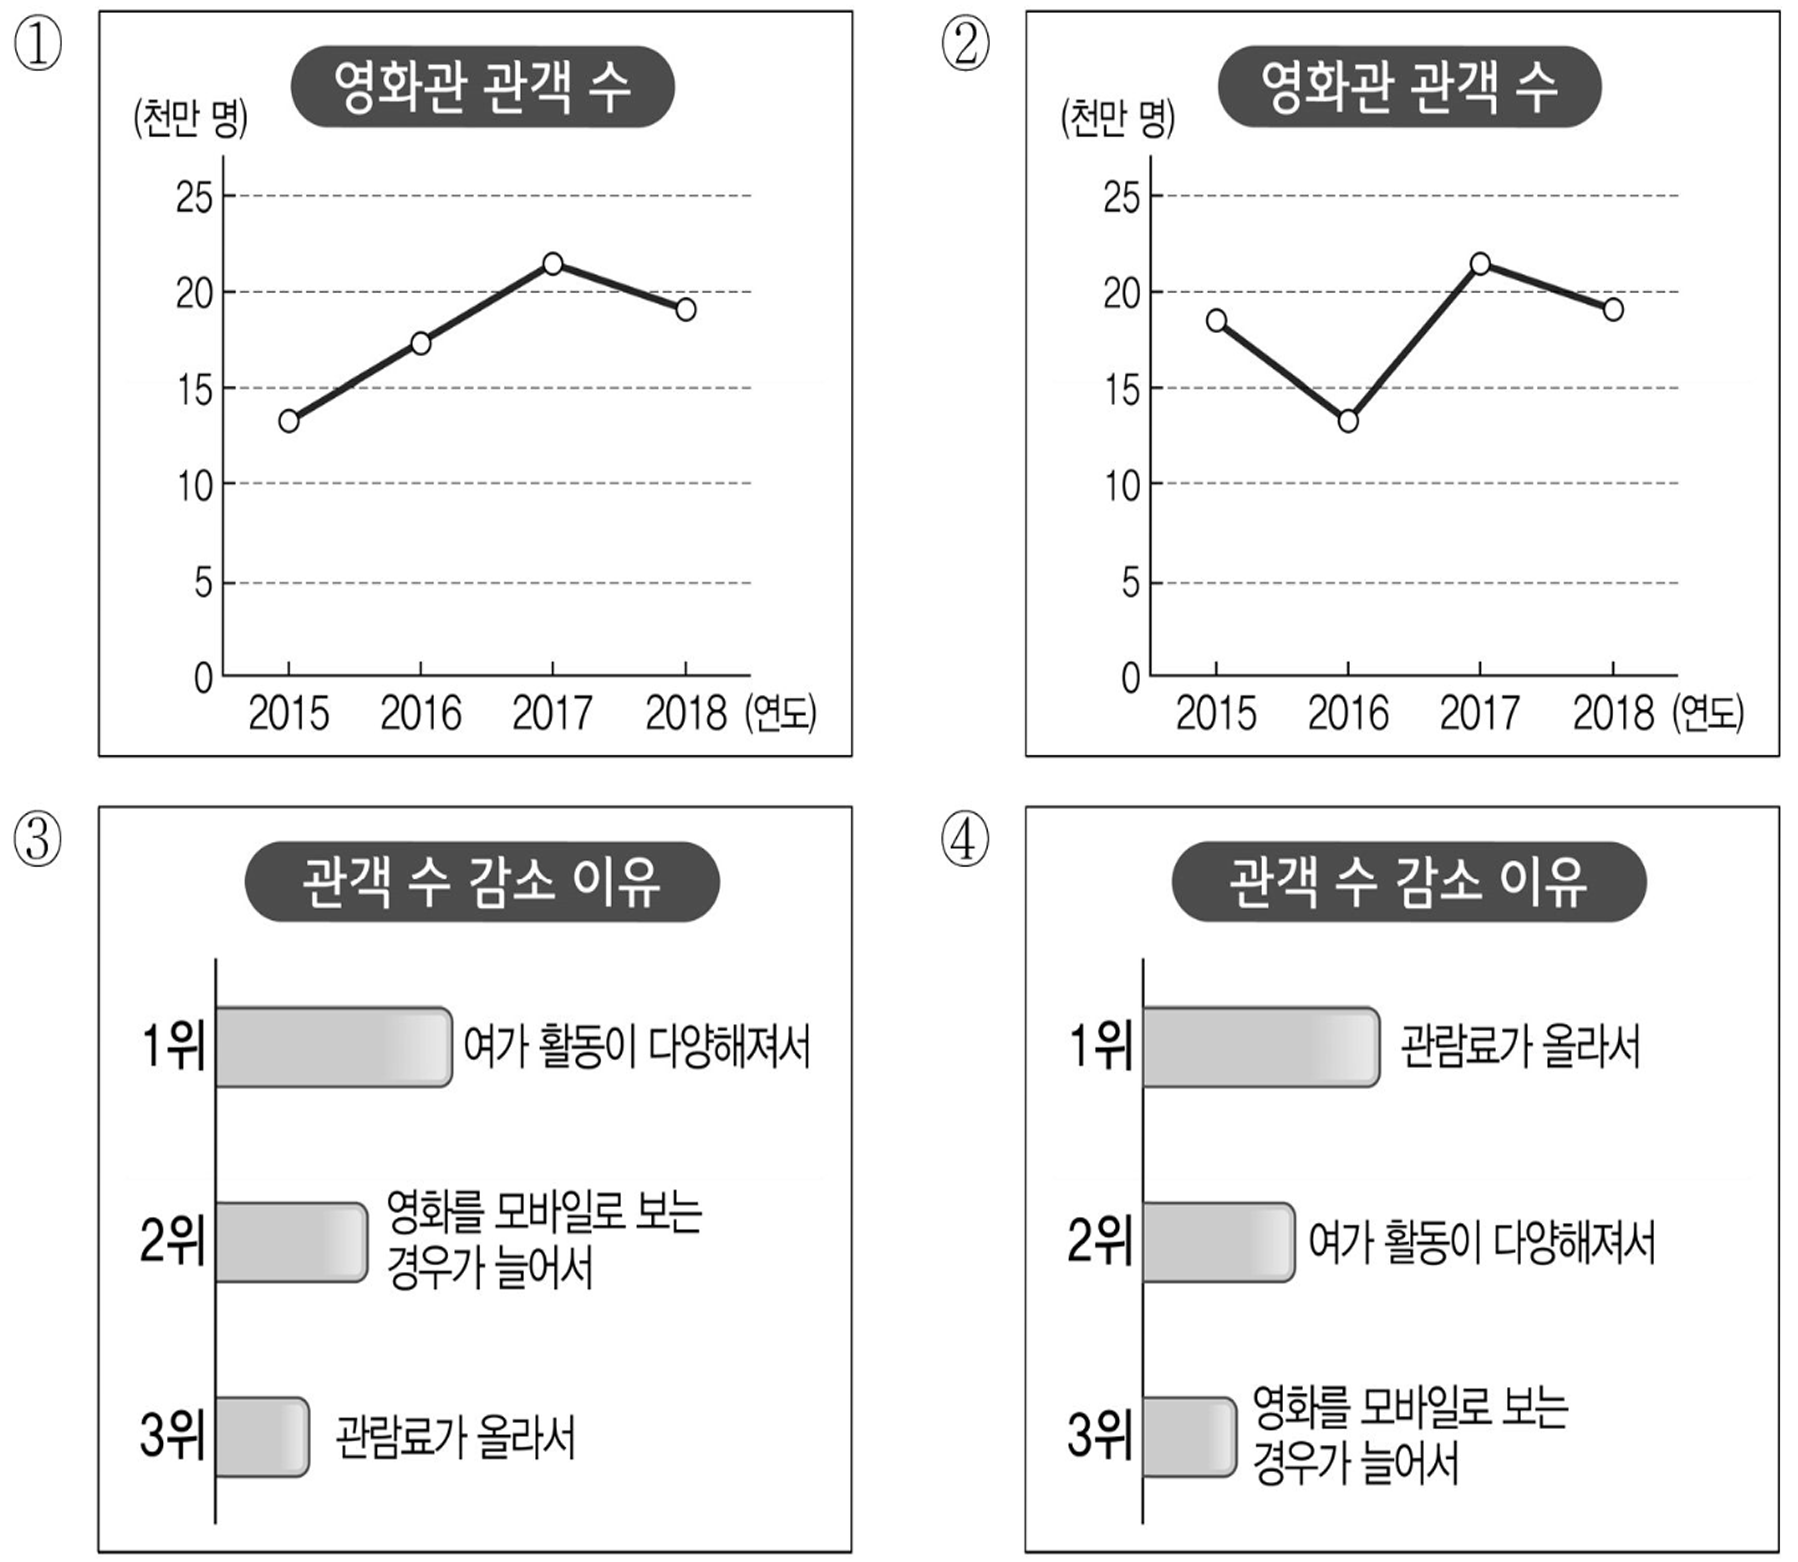 ①
영화관 관객 수
(천만 명)
25
20
15
10
5
0
2015 2016 2017 2018 (연도)
②
영화관 관객 수
(천만 명)
25
20
15
10
5
0
2015 2016 2017 2018 (연도)
③
관객 수 감소 이유
1위 여가 활동이 다양해져서
2위 영화를 모바일로 보는
경우가 늘어서
3위 관람료가 올라서
④
관객 수 감소 이유
1위 관람료가 올라서
2위 여가 활동이 다양해져서
3위 영화를 모바일로 보는
경우가 늘어서